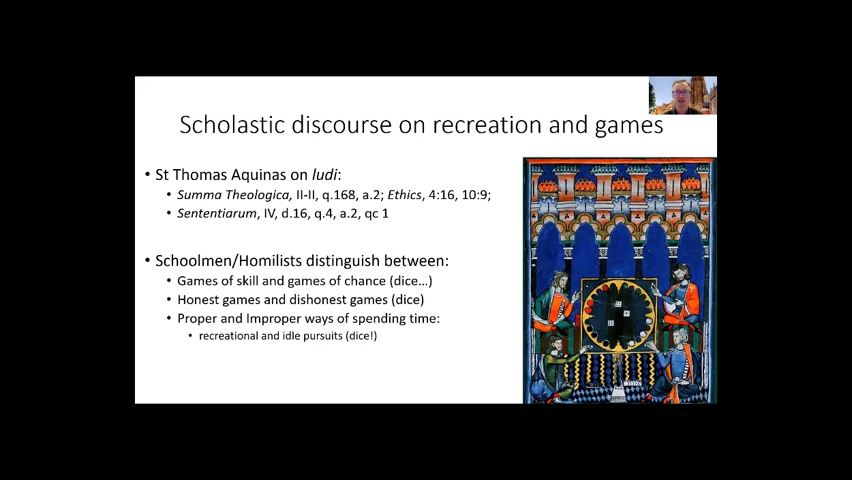 Scholastic discourse on recreation and games
• St Thomas Aquinas on ludi:
• Summa Theologica, II-II, q.168, a.2; Ethics, 4:16, 10:9;
• Sententiarum, IV, d.16, q.4, a.2, qc 1
• Schoolmen/Homilists distinguish between:
• Games of skill and games of chance (dice…)
• Honest games and dishonest games (dice)
• Proper and Improper ways of spending time:
• recreational and idle pursuits (dice!)